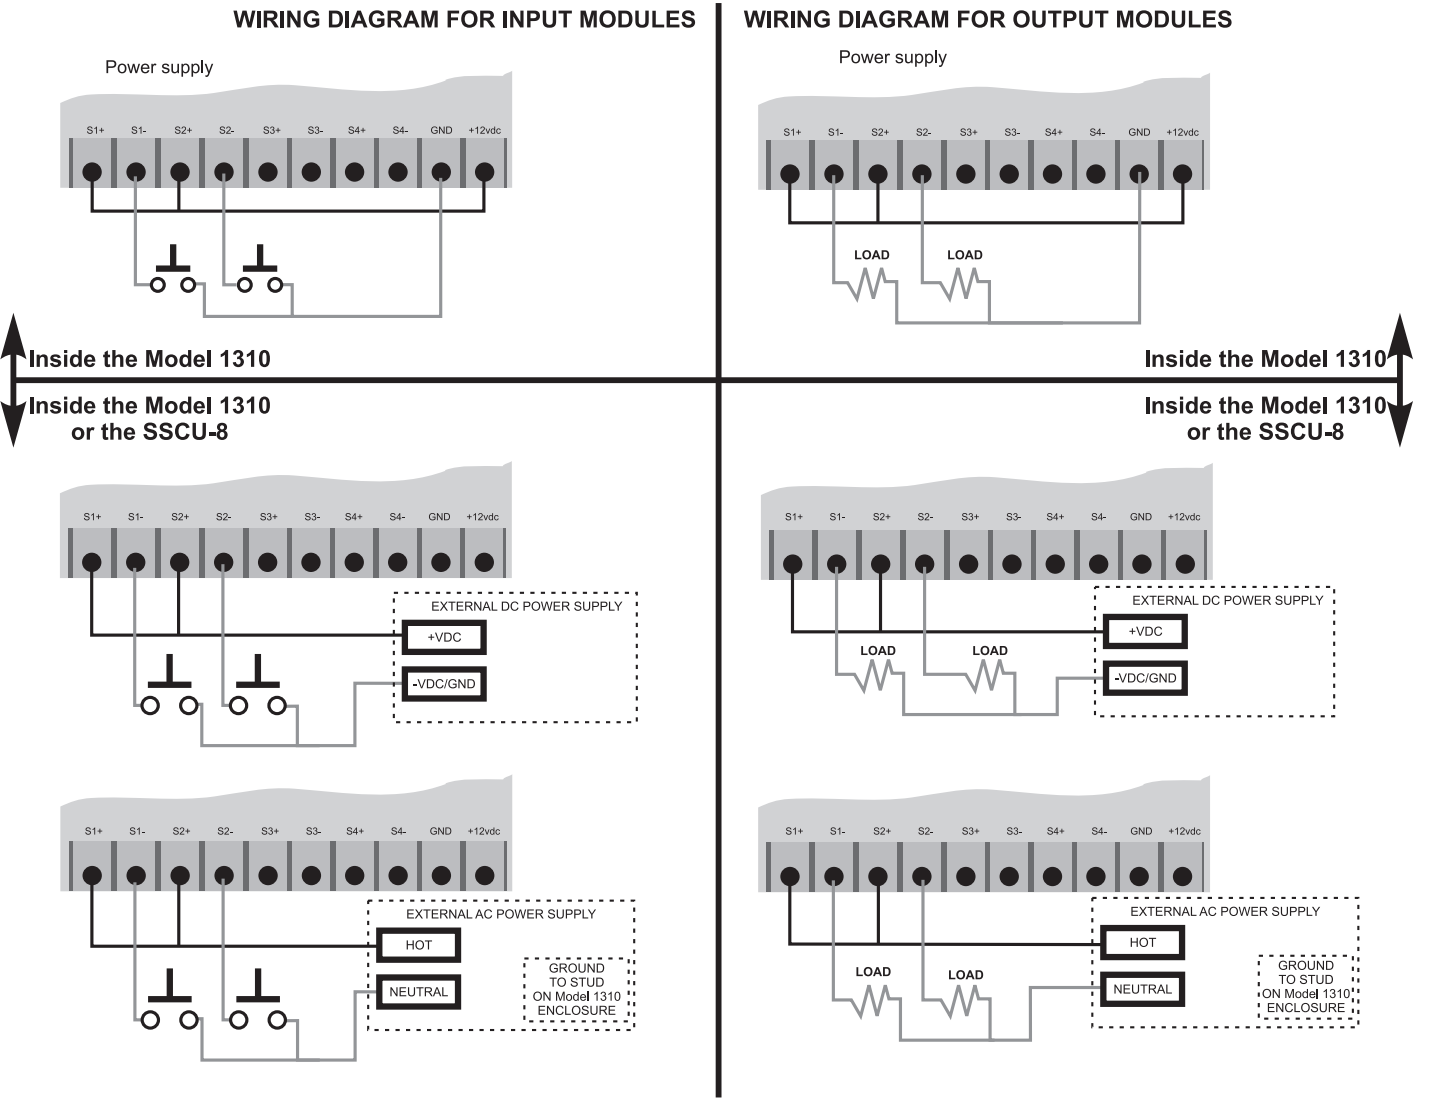 WIRING DIAGRAM FOR INPUT MODULES
Power supply
S1+ S1- S2+ S2- S3+ S3- S4+ S4- GND +12vdc
Inside the Model 1310
Inside the Model 1310
or the SSCU-8
S1+ S1- S2+ S2- S3+ S3- S4+ S4- GND +12vdc
EXTERNAL DC POWER SUPPLY
+VDC
-VDC/GND
S1+ S1- S2+ S2- S3+ S3- S4+ S4- GND +12vdc
EXTERNAL AC POWER SUPPLY
HOT
NEUTRAL
GROUND
TO STUD
ON Model 1310
ENCLOSURE
WIRING DIAGRAM FOR OUTPUT MODULES
Power supply
S1+ S1- S2+ S2- S3+ S3- S4+ S4- GND +12vdc
LOAD LOAD
Inside the Model 1310
Inside the Model 1310
or the SSCU-8
S1+ S1- S2+ S2- S3+ S3- S4+ S4- GND +12vdc
EXTERNAL DC POWER SUPPLY
+VDC
LOAD LOAD
-VDC/GND
S1+ S1- S2+ S2- S3+ S3- S4+ S4- GND +12vdc
EXTERNAL AC POWER SUPPLY
HOT
LOAD LOAD
NEUTRAL
GROUND
TO STUD
ON Model 1310
ENCLOSURE